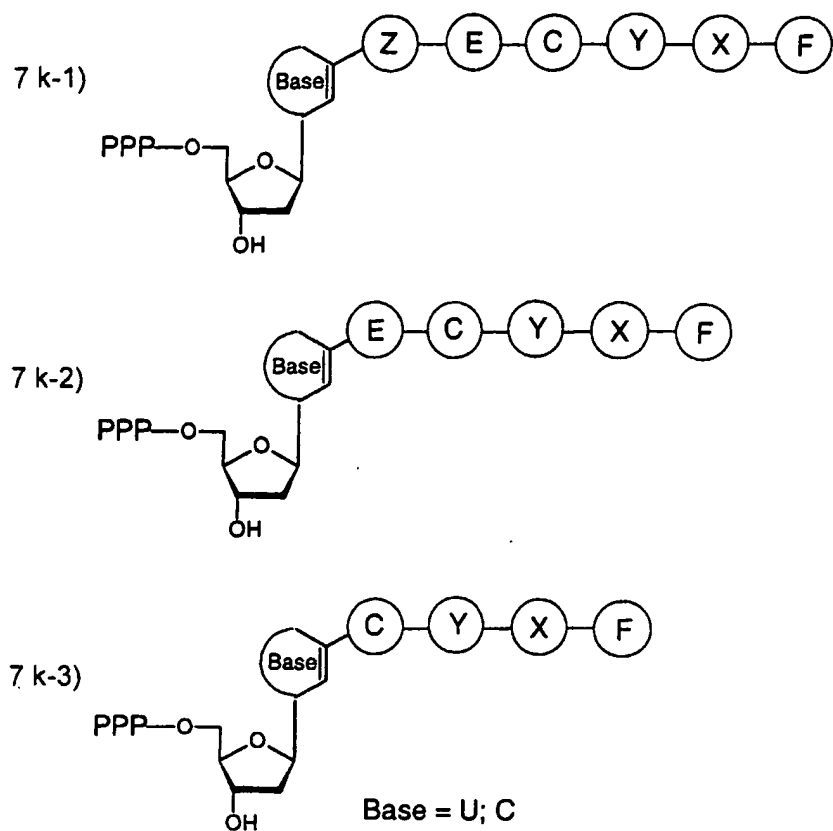 Z E C Y X F
7 k-1)
Base
PPP—O
O
OH
E C Y X F
7 k-2)
Base
PPP—O
O
OH
C Y X F
7 k-3)
Base
PPP—O
O
OH
Base = U; C